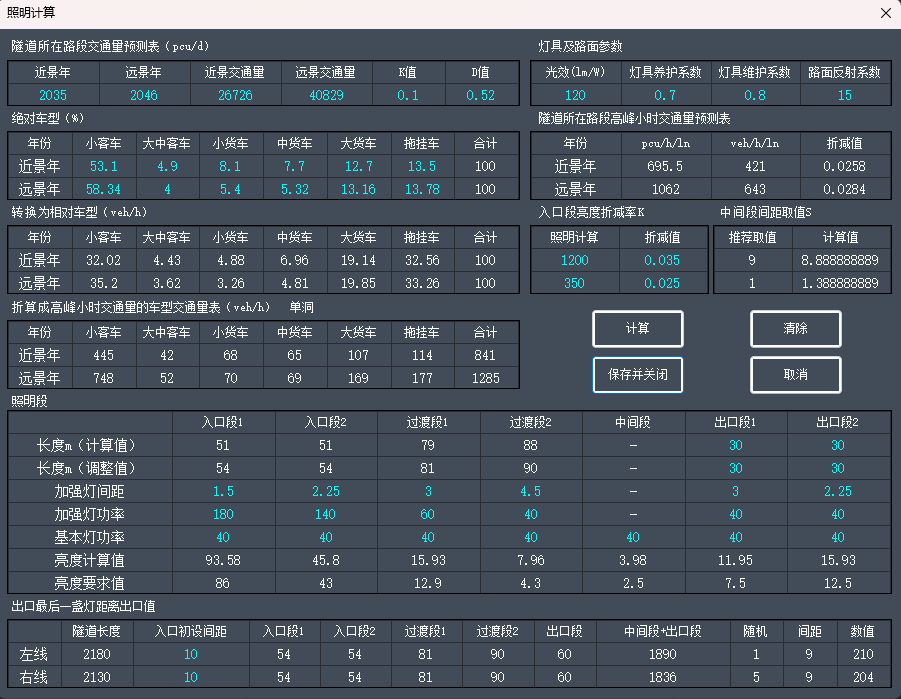 照明计算
隧道所在路段交通量预测表（pcu/d）
近景年 远景年 近景交通量 远景交通量 K值 D值
2035 2046 26726 40829 0.1 0.52
灯具及路面参数
光效(lm/W) 灯具养护系数 灯具维护系数 路面反射系数
120 0.7 0.8 15
绝对车型（%）
年份 小客车 大中客车 小货车 中货车 大货车 拖挂车 合计
近景年 53.1 4.9 8.1 7.7 12.7 13.5 100
远景年 58.34 4 5.4 5.32 13.16 13.78 100
隧道所在路段高峰小时交通量预测表
年份 pcu/h/ln veh/h/ln 折减值
近景年 695.5 421 0.0258
远景年 1062 643 0.0284
转换为相对车型（veh/h）
年份 小客车 大中客车 小货车 中货车 大货车 拖挂车 合计
近景年 32.02 4.43 4.88 6.96 19.14 32.56 100
远景年 35.2 3.62 3.26 4.81 19.85 33.26 100
入口段亮度折减率K
照明计算 折减值
1200 0.035
350 0.025
中间段间距取值S
推荐取值 计算值
9 8.888888889
1 1.388888889
折算成高峰小时交通量的车型交通量表（veh/h） 单洞
年份 小客车 大中客车 小货车 中货车 大货车 拖挂车 合计
近景年 445 42 68 65 107 114 841
远景年 748 52 70 69 169 177 1285
计算 清除
保存并关闭 取消
照明段
入口段1 入口段2 过渡段1 过渡段2 中间段 出口段1 出口段2
长度m（计算值） 51 51 79 88 - 30 30
长度m（调整值） 54 54 81 90 - 30 30
加强灯间距 1.5 2.25 3 4.5 - 3 2.25
加强灯功率 180 140 60 40 - 40 40
基本灯功率 40 40 40 40 40 40 40
亮度计算值 93.58 45.8 15.93 7.96 3.98 11.95 15.93
亮度要求值 86 43 12.9 4.3 2.5 7.5 12.5
出口最后一盏灯距离出口值
隧道长度 入口初设间距 入口段1 入口段2 过渡段1 过渡段2 出口段 中间段+出口段 随机 间距 数值
左线 2180 10 54 54 81 90 60 1890 1 9 210
右线 2130 10 54 54 81 90 60 1836 5 9 204